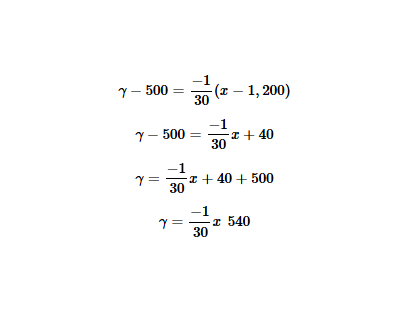 γ − 500 = −1/30 (x − 1, 200)
γ − 500 = −1/30 x + 40
γ = −1/30 x + 40 + 500
γ = −1/30 x 540